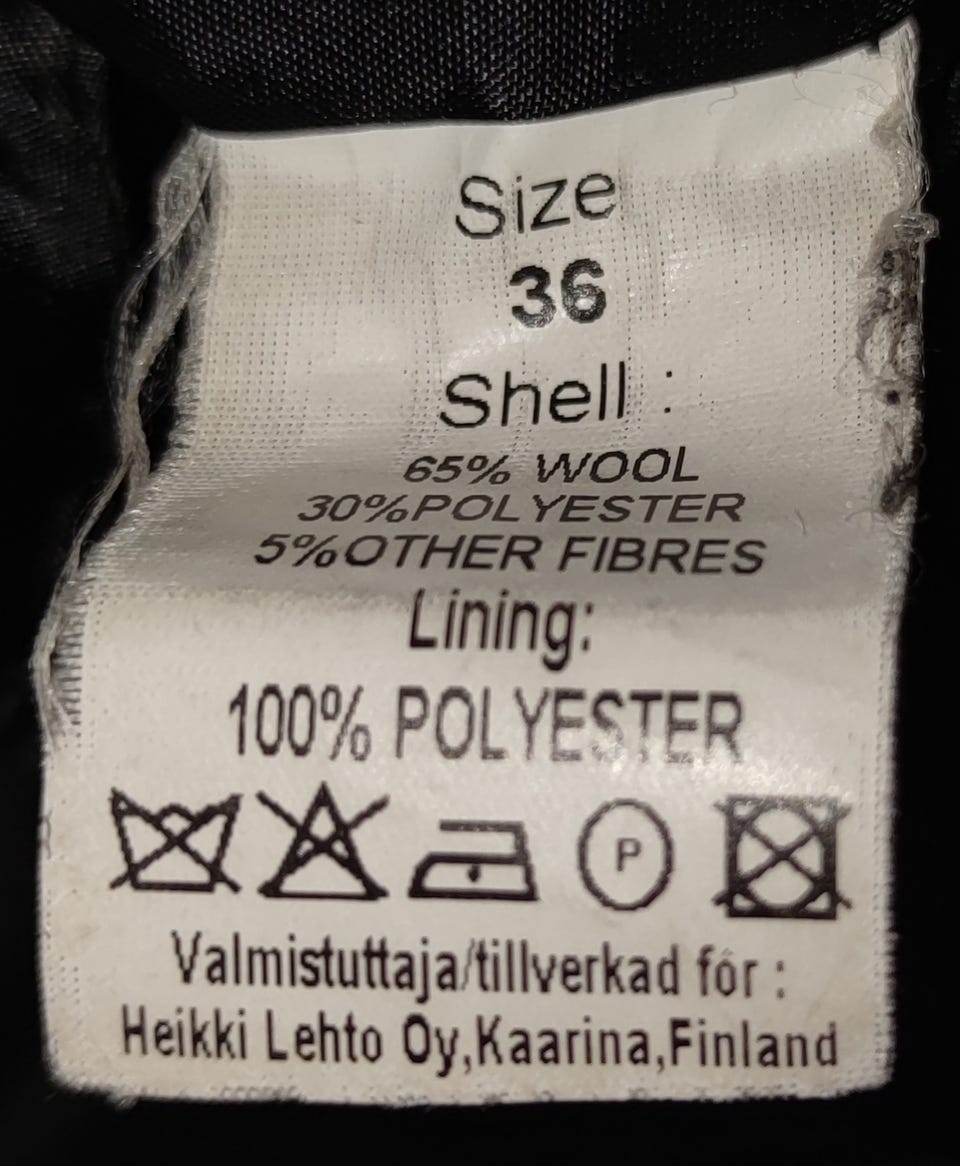 Size
36
Shell :
65% WOOL
30%POLYESTER
5%OTHER FIBRES
Lining:
100% POLYESTER
P
Valmistuttaja/tillverkad för :
Heikki Lehto Oy,Kaarina,Finland